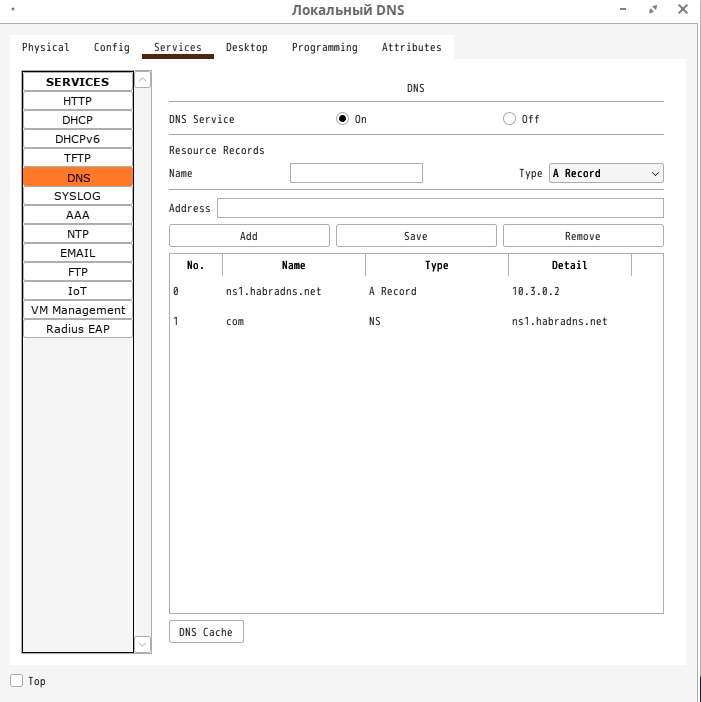 Локальный DNS
Physical Config Services Desktop Programming Attributes
SERVICES
HTTP
DHCP
DHCPv6
TFTP
DNS
SYSLOG
AAA
NTP
EMAIL
FTP
IoT
VM Management
Radius EAP
DNS
DNS Service On Off
Resource Records
Name Type A Record
Address
Add Save Remove
No. Name Type Detail
0 ns1.habradns.net A Record 10.3.0.2
1 com NS ns1.habradns.net
DNS Cache
Top